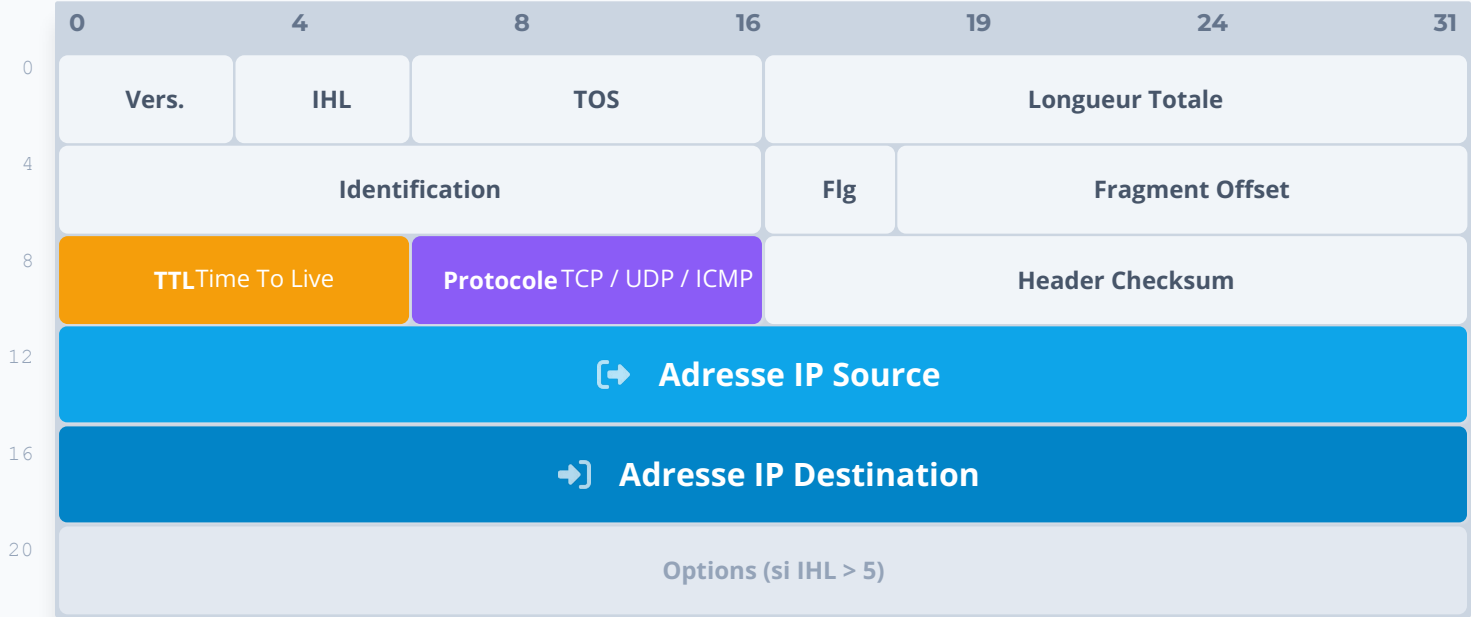 0 4 8 16 19 24 31
0 Vers. IHL TOS Longueur Totale
4 Identification Flg Fragment Offset
8 TTL Time To Live Protocole TCP / UDP / ICMP Header Checksum
12 Adresse IP Source
16 Adresse IP Destination
20 Options (si IHL > 5)